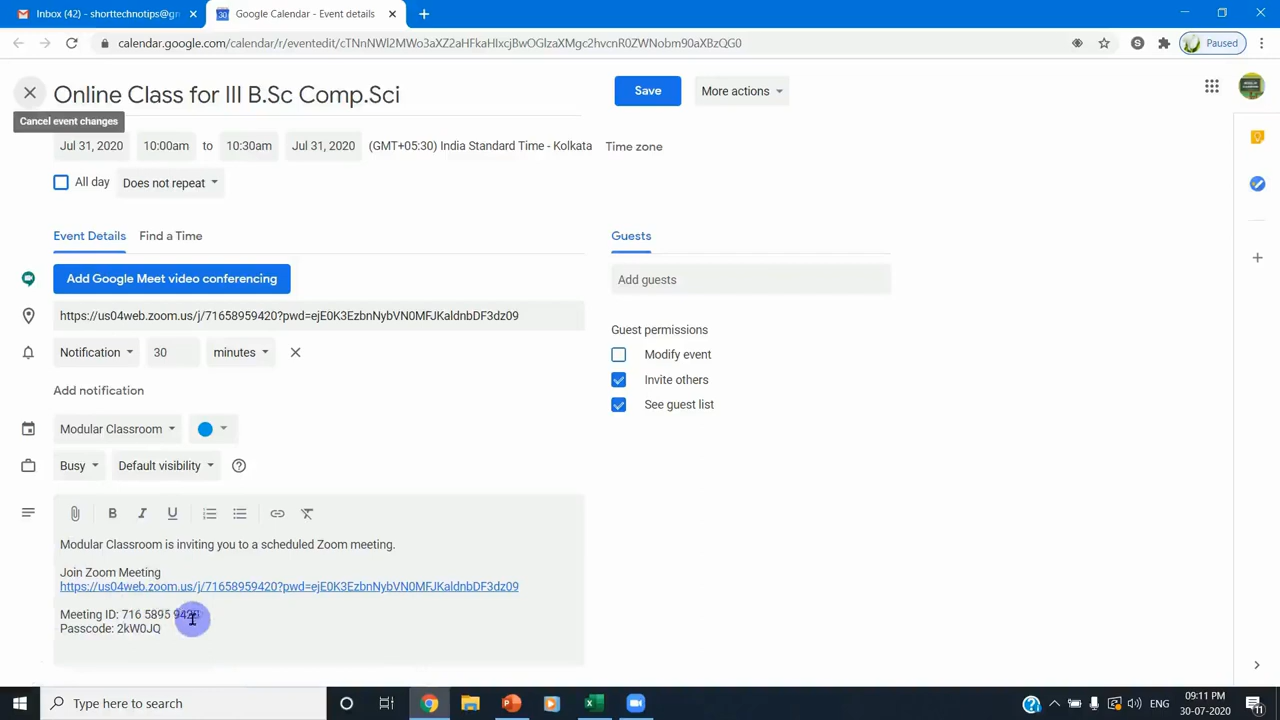 Inbox (4) - shorttechnotips@gr
Google Calendar - Event details
calendar.google.com/calendar/r/eventedit/cTNnNWl2MWo3aXZ2aHFkaHIxcjBwOGlzaXMgc2hvcnR0ZWNobm90aXBzQG0
Paused
Online Class for III B.Sc Comp.Sci
Save
More actions
Cancel event changes
Jul 31, 2020 10:00am to 10:30am Jul 31, 2020 (GMT+05:30) India Standard Time - Kolkata Time zone
All day Does not repeat
Event Details Find a Time
Guests
Add Google Meet video conferencing
Add guests
https://us04web.zoom.us/j/71658959420?pwd=ejE0K3EzbnNybVN0MFJKaldnbDF3dz09
Guest permissions
Notification 30 minutes
Modify event
Invite others
Add notification
See guest list
Modular Classroom
Busy Default visibility
Modular Classroom is inviting you to a scheduled Zoom meeting.
Join Zoom Meeting
https://us04web.zoom.us/j/71658959420?pwd=ejE0K3EzbnNybVN0MFJKaldnbDF3dz09
Meeting ID: 716 5895 9420
Passcode: 2kW0JQ
Type here to search
ENG
09:11 PM
30-07-2020
11